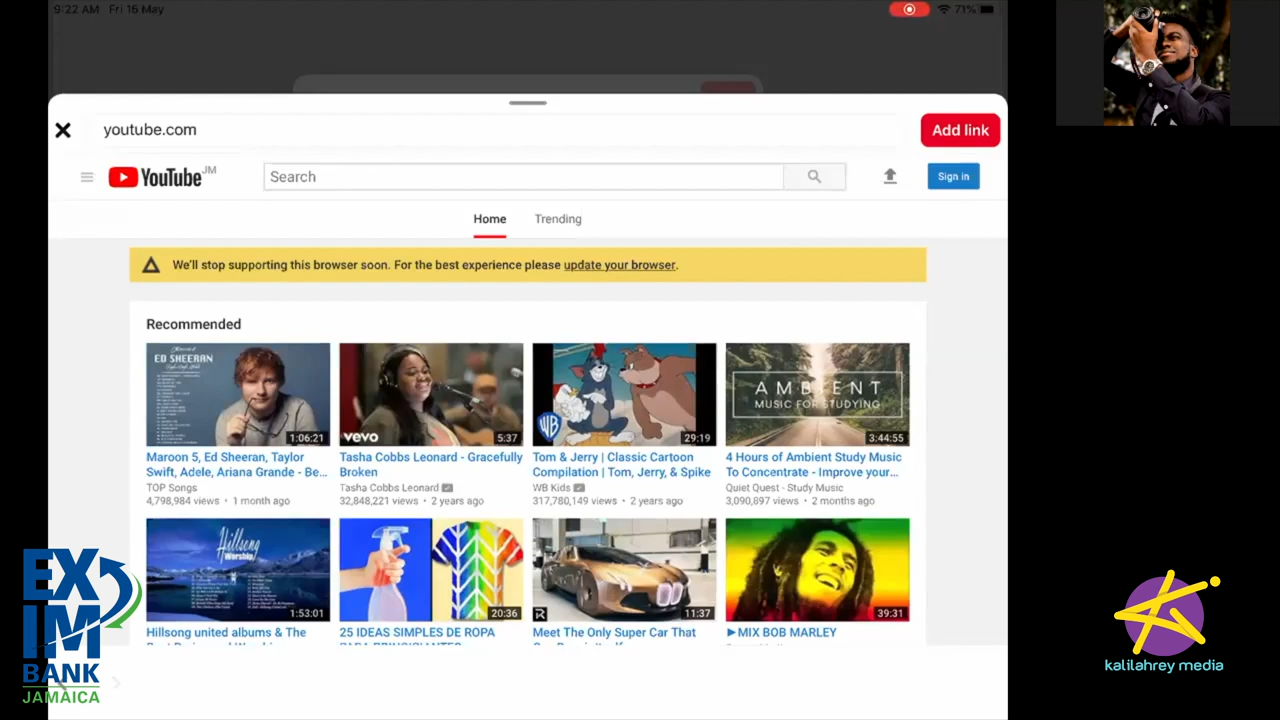 9:22 AM Fri 16 May
71%
youtube.com
Add link
YouTube JM
Search
Sign in
Home
Trending
We'll stop supporting this browser soon. For the best experience please update your browser.
Recommended
ED SHEERAN
1:06:21
vevo
5:37
WB
29:19
AMBIENT
MUSIC FOR STUDYING
3:44:55
Maroon 5, Ed Sheeran, Taylor
Swift, Adele, Ariana Grande - Be...
TOP Songs
4,798,984 views • 1 month ago
Tasha Cobbs Leonard - Gracefully
Broken
Tasha Cobbs Leonard
32,848,221 views • 2 years ago
Tom & Jerry | Classic Cartoon
Compilation | Tom, Jerry, & Spike
WB Kids
317,780,149 views • 2 years ago
4 Hours of Ambient Study Music
To Concentrate - Improve your...
Quiet Quest - Study Music
3,090,897 views • 2 months ago
Hillsong
Worship
1:53:01
20:36
R
11:37
39:31
Hillsong united albums & The
25 IDEAS SIMPLES DE ROPA
Meet The Only Super Car That
►MIX BOB MARLEY
EX
IM
BANK
JAMAICA
kalilahrey media